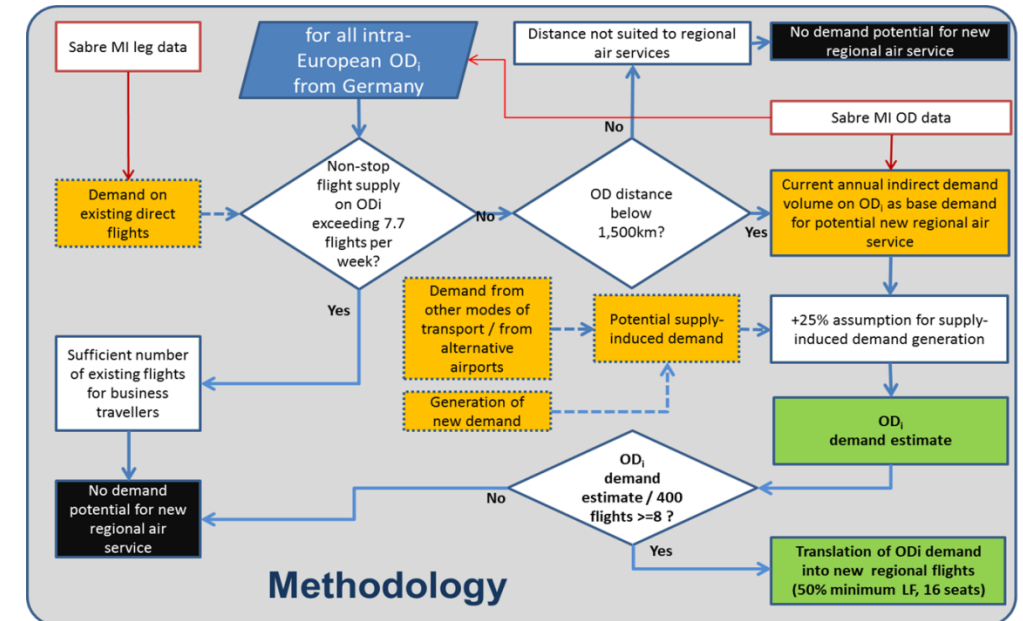 Sabre MI leg data
for all intra-
European ODi
from Germany
Distance not suited to regional
air services
No demand potential for new
regional air service
Sabre MI OD data
No
Demand on
existing direct
flights
Non-stop
flight supply
on ODi
exceeding 7.7
flights per
week?
No
OD distance
below
1,500km?
Yes
Current annual indirect demand
volume on ODi as base demand
for potential new regional air
service
Yes
Demand from
other modes of
transport / from
alternative
airports
Potential supply-
induced demand
+25% assumption for supply-
induced demand generation
Sufficient number
of existing flights
for business
travellers
Generation of
new demand
ODi
demand estimate
ODi
demand
estimate / 400
flights >=8 ?
No
No demand
potential for new
regional air
service
Yes
Translation of ODi demand
into new regional flights
(50% minimum LF, 16 seats)
Methodology